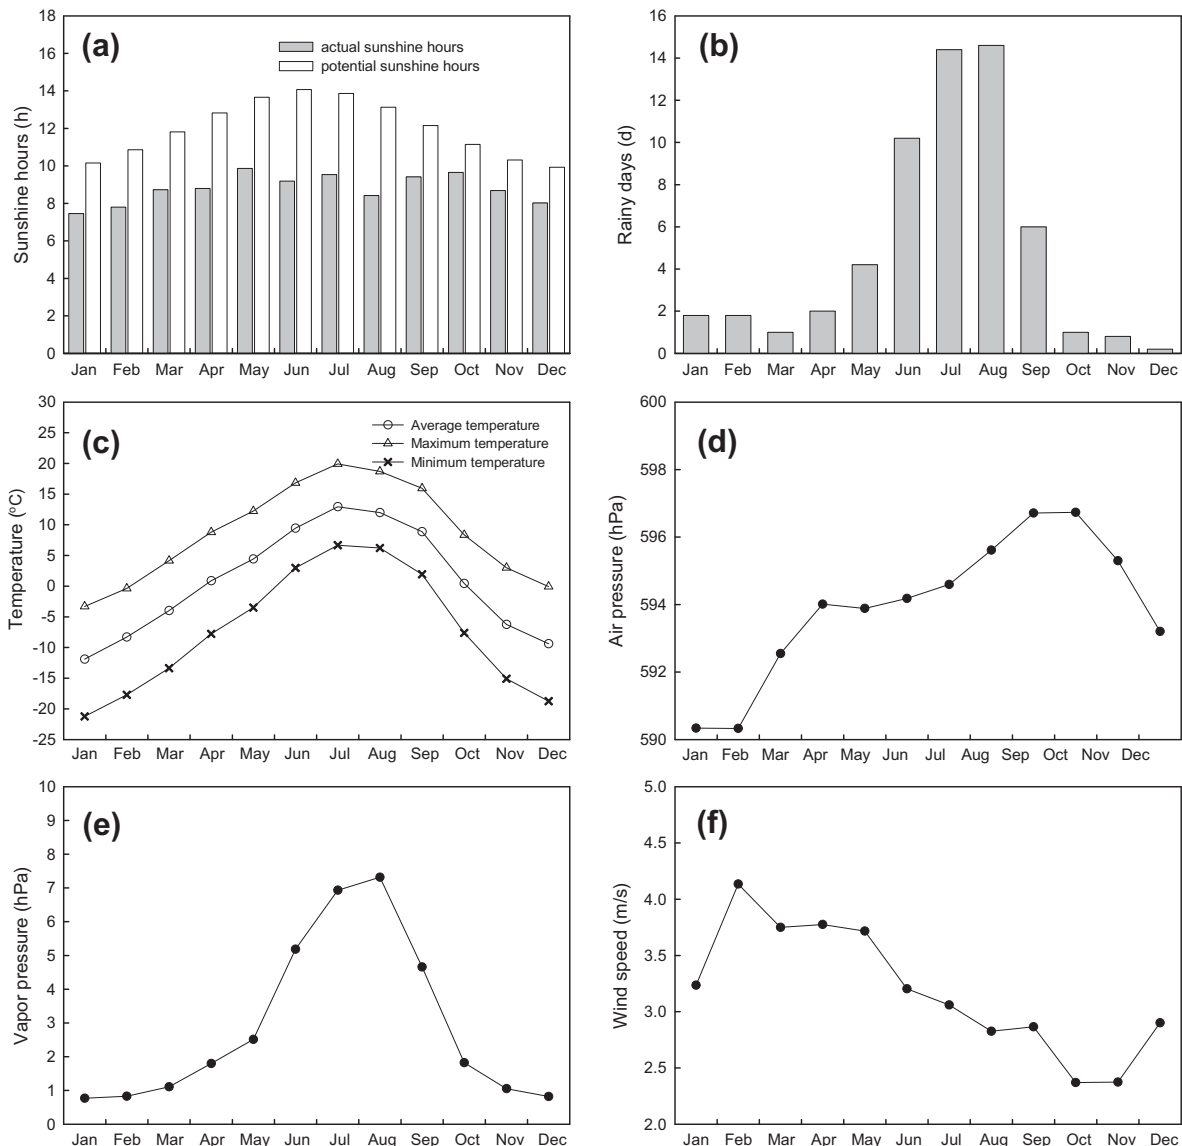 (a)
actual sunshine hours
potential sunshine hours
Sunshine hours (h)
18
16
14
12
10
8
6
4
2
0
Jan Feb Mar Apr May Jun Jul Aug Sep Oct Nov Dec
(b)
Rainy days (d)
16
14
12
10
8
6
4
2
0
Jan Feb Mar Apr May Jun Jul Aug Sep Oct Nov Dec
(c)
Average temperature
Maximum temperature
Minimum temperature
Temperature (°C)
30
25
20
15
10
5
0
-5
-10
-15
-20
-25
Jan Feb Mar Apr May Jun Jul Aug Sep Oct Nov Dec
(d)
Air pressure (hPa)
600
598
596
594
592
590
Jan Feb Mar Apr May Jun Jul Aug Sep Oct Nov Dec
(e)
Vapor pressure (hPa)
10
9
8
7
6
5
4
3
2
1
0
Jan Feb Mar Apr May Jun Jul Aug Sep Oct Nov Dec
(f)
Wind speed (m/s)
5.0
4.5
4.0
3.5
3.0
2.5
2.0
Jan Feb Mar Apr May Jun Jul Aug Sep Oct Nov Dec